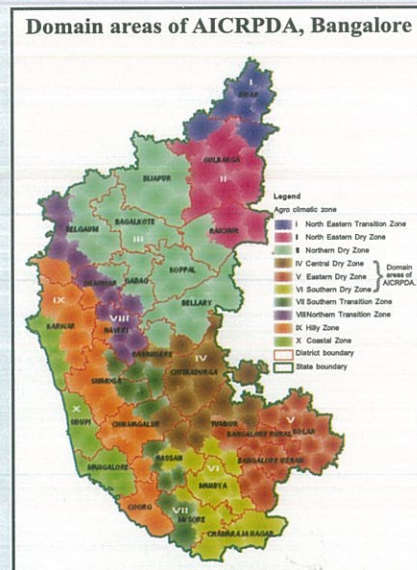 Domain areas of AICRPDA, Bangalore
I
BIDAR
GULBARGA
II
BIJAPUR
BAGALKOTE
RAICHUR
BELGAUM
III
DHARWAR
GADAG
KOPPAL
IX
KARWAR
VIII
HAVERI
BELLARY
DAVANGERE
IV
CHITRADURGA
SHIMOGA
X
UDUPI
CHIKMAGALUR
TUMKUR
V
BANGALORE RURAL
KOLAR
HASSAN
BANGALORE URBAN
MANGALORE
VI
MANDYA
COORG
VII
MYSORE
CHAMARAJA NAGAR
Legend
Agro climatic zone
I North Eastern Transition Zone
II North Eastern Dry Zone
III Northern Dry Zone
IV Central Dry Zone
V Eastern Dry Zone
VI Southern Dry Zone
Domain
areas of
AICRPDA.
VII Southern Transition Zone
VIII Northern Transition Zone
IX Hilly Zone
X Coastal Zone
District boundary
State boundary